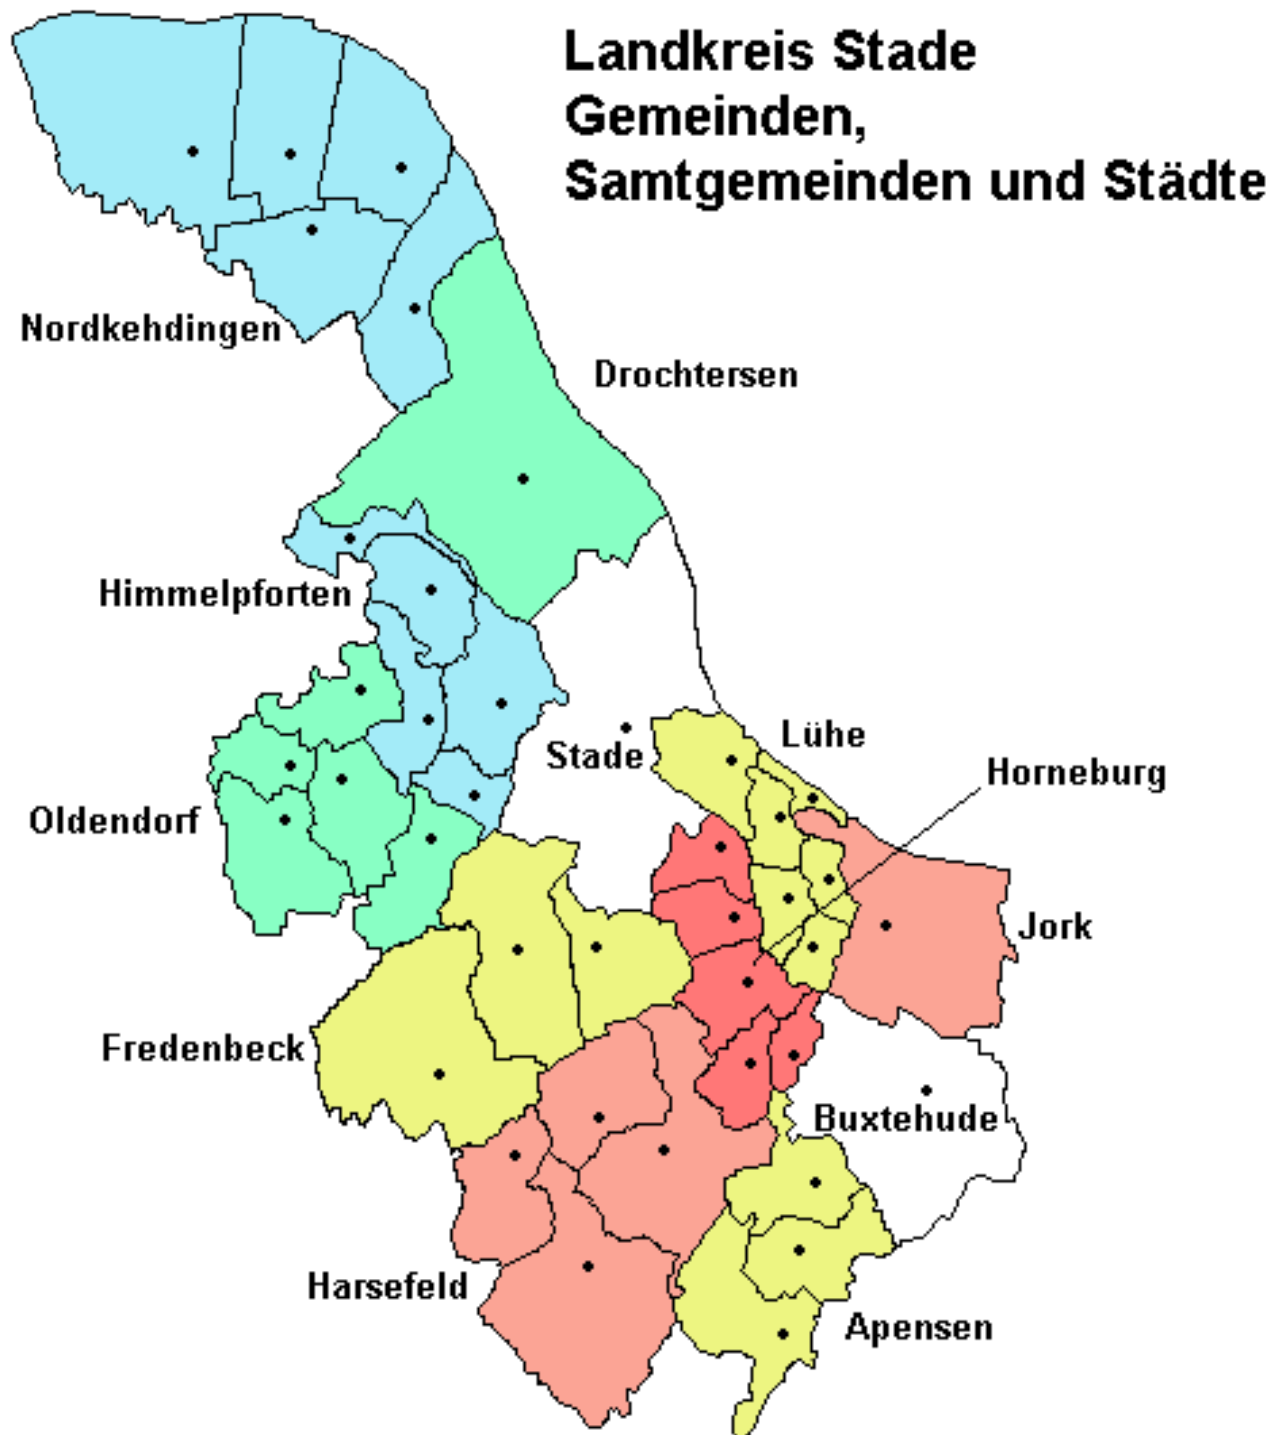 Landkreis Stade
Gemeinden,
Samtgemeinden und Städte
Nordkehdingen
Drochtersen
Himmelpforten
Lühe
Stade
Horneburg
Oldendorf
Jork
Fredenbeck
Buxtehude
Harsefeld
Apensen